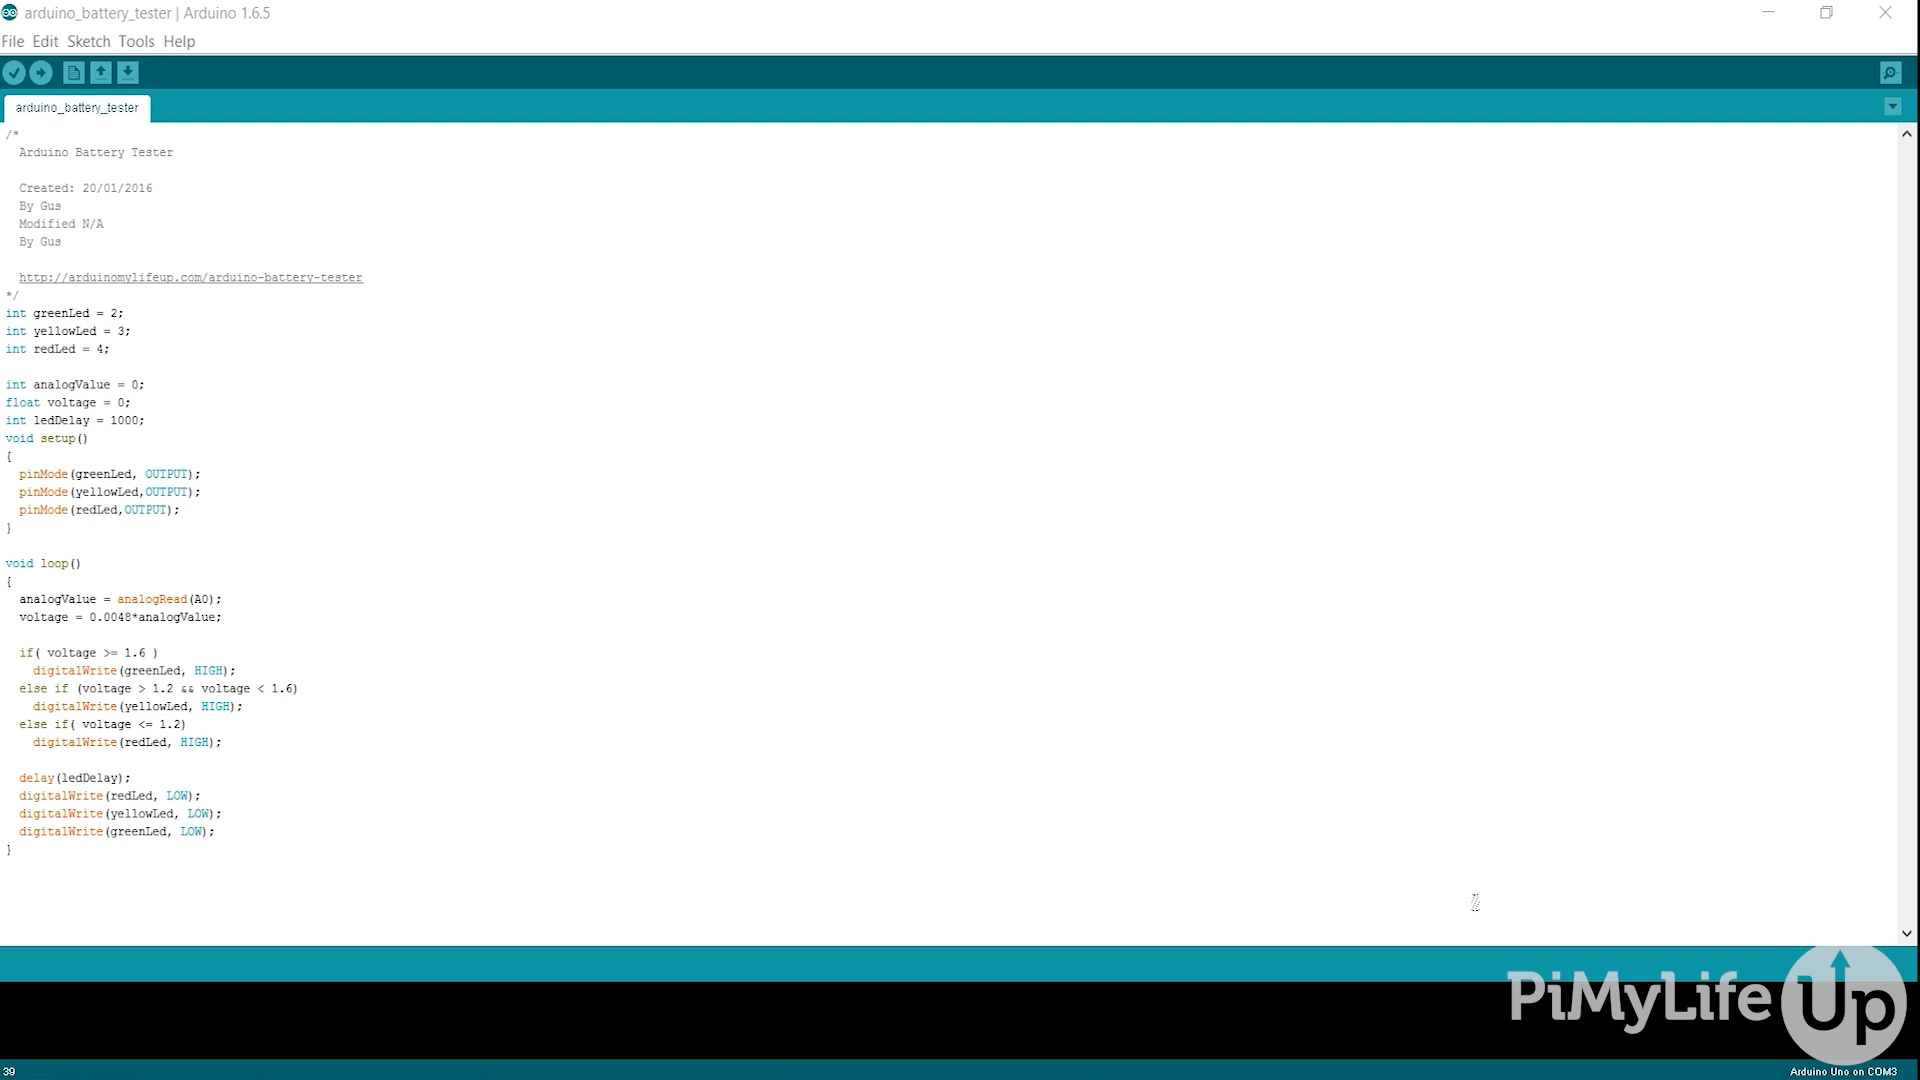 arduino_battery_tester | Arduino 1.6.5
File Edit Sketch Tools Help
arduino_battery_tester
/*
Arduino Battery Tester
Created: 20/01/2016
By Gus
Modified N/A
By Gus
http://arduinomylifeup.com/arduino-battery-tester
*/
int greenLed = 2;
int yellowLed = 3;
int redLed = 4;
int analogValue = 0;
float voltage = 0;
int ledDelay = 1000;
void setup()
{
pinMode(greenLed, OUTPUT);
pinMode(yellowLed,OUTPUT);
pinMode(redLed,OUTPUT);
}
void loop()
{
analogValue = analogRead(A0);
voltage = 0.0048*analogValue;
if( voltage >= 1.6 )
digitalWrite(greenLed, HIGH);
else if (voltage > 1.2 && voltage < 1.6)
digitalWrite(yellowLed, HIGH);
else if( voltage <= 1.2)
digitalWrite(redLed, HIGH);
delay(ledDelay);
digitalWrite(redLed, LOW);
digitalWrite(yellowLed, LOW);
digitalWrite(greenLed, LOW);
}
PiMyLifeUp
39
Arduino Uno on COM3